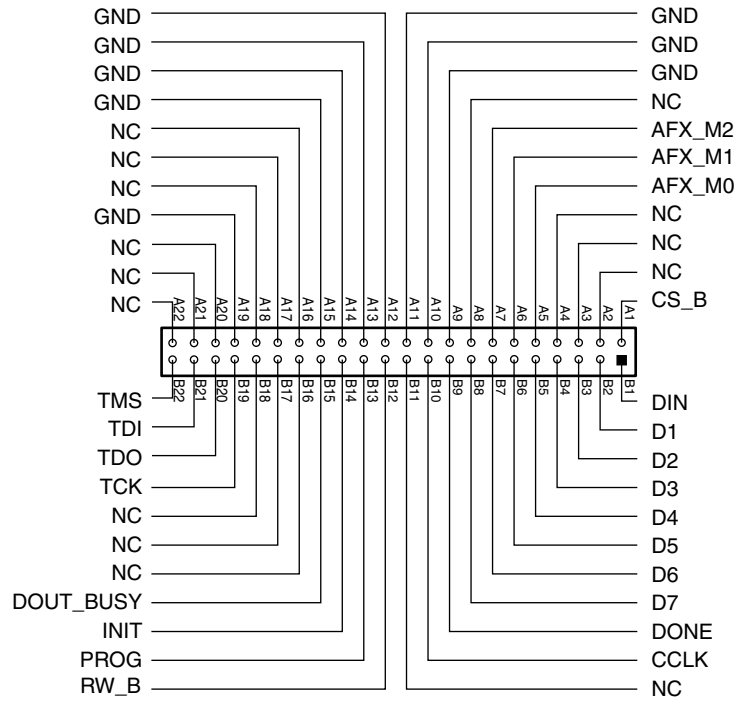 GND
GND
GND
GND
NC
NC
NC
GND
NC
NC
NC
GND
GND
GND
NC
AFX_M2
AFX_M1
AFX_M0
NC
NC
NC
CS_B
A22 A21 A20 A19 A18 A17 A16 A15 A14 A13 A12 A11 A10 A9 A8 A7 A6 A5 A4 A3 A2 A1
B22 B21 B20 B19 B18 B17 B16 B15 B14 B13 B12 B11 B10 B9 B8 B7 B6 B5 B4 B3 B2 B1
TMS
TDI
TDO
TCK
NC
NC
NC
DOUT_BUSY
INIT
PROG
RW_B
DIN
D1
D2
D3
D4
D5
D6
D7
DONE
CCLK
NC